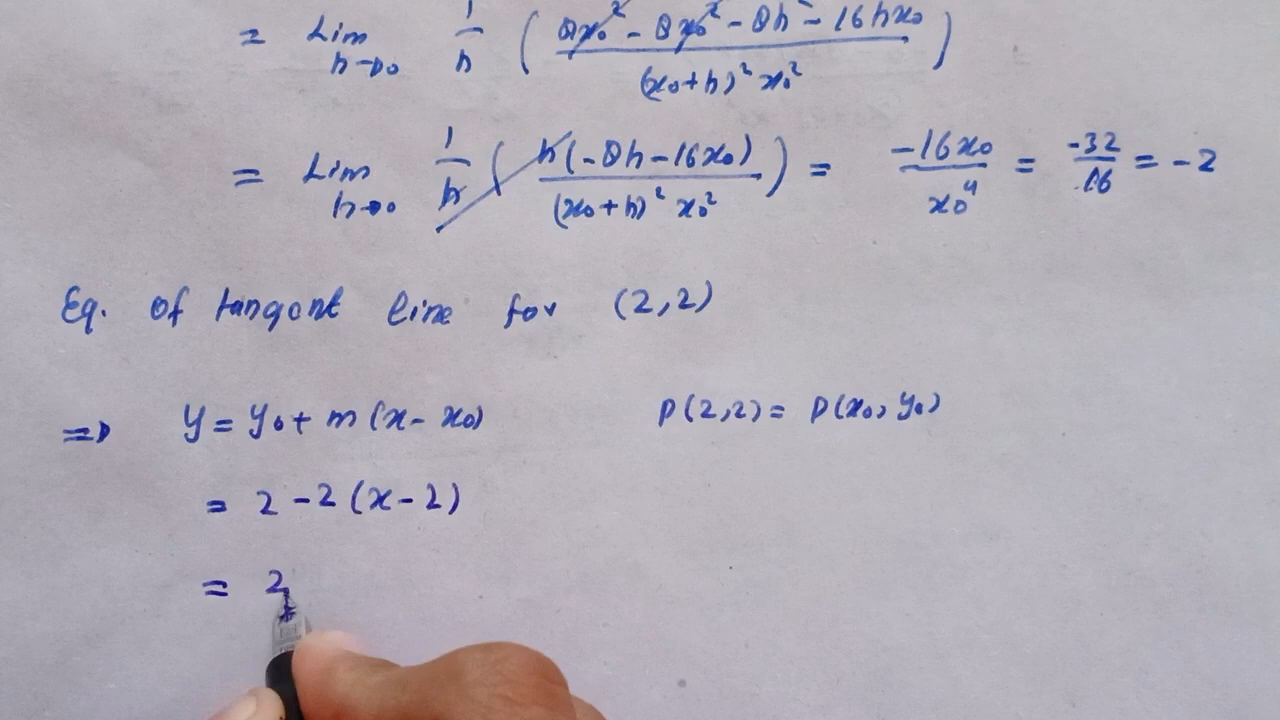 = Lim h→0 1/h ( 8x₀² - 8x₀² - 8h² - 16hx₀ / (x₀+h)² x₀² )
= Lim h→0 1/h ( h(-8h-16x₀) / (x₀+h)² x₀² ) = -16x₀ / x₀⁴ = -32/16 = -2
Eq. of tangent line for (2,2)
⇒ y = y₀ + m(x - x₀) P(2,2) = P(x₀, y₀)
= 2 - 2(x - 2)
= 2